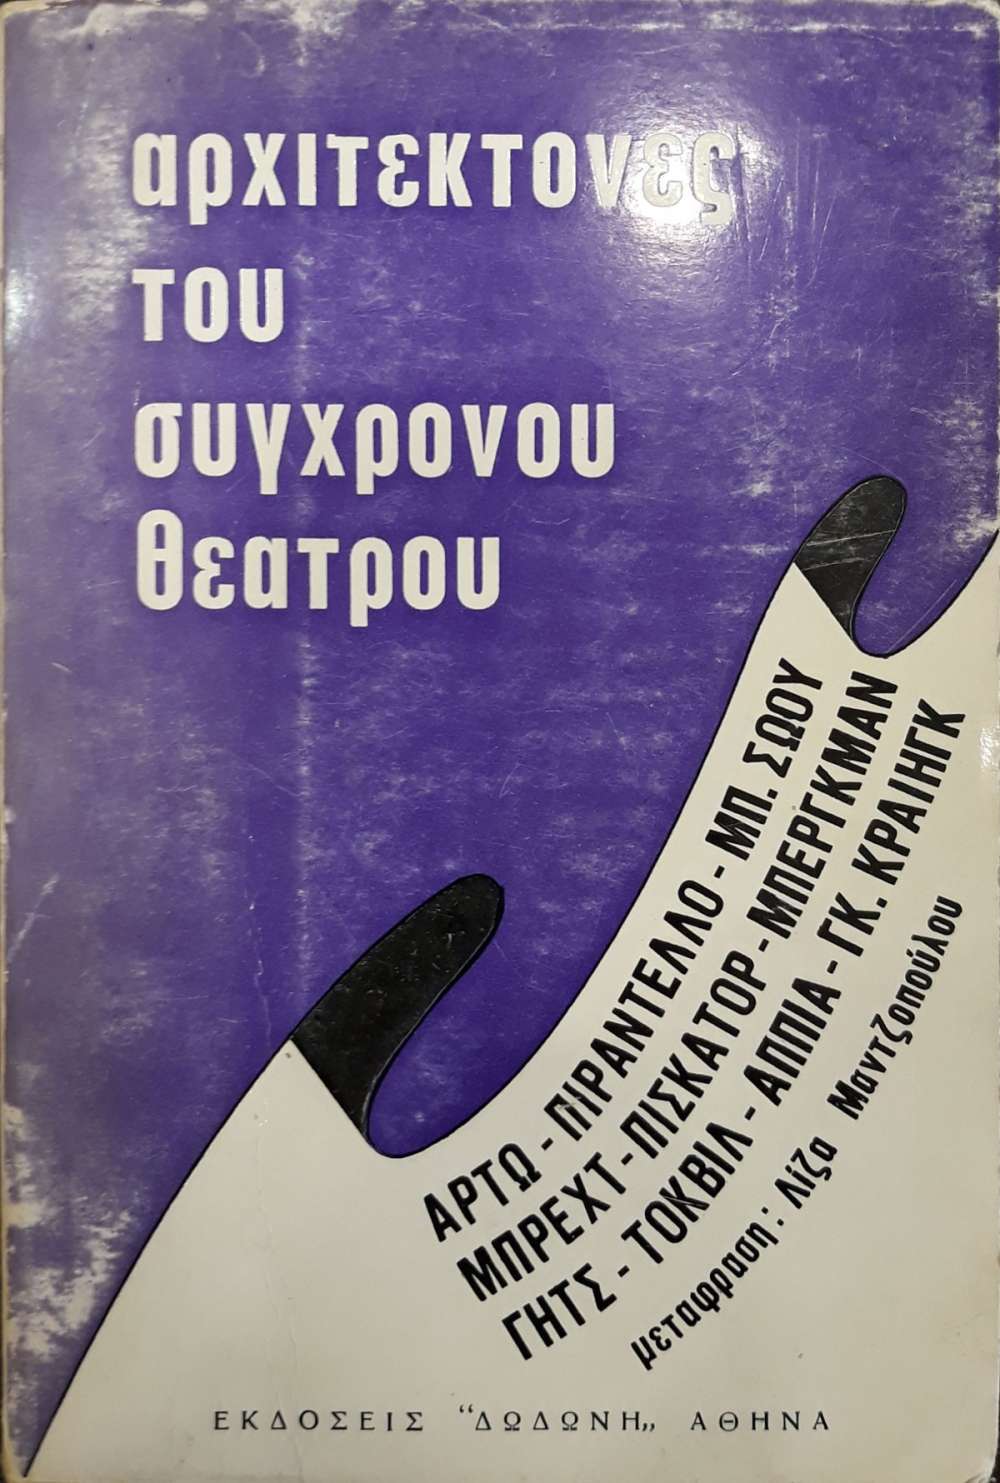 αρχιτεκτονες
του
συγχρονου
θεατρου
ΑΡΤΩ - ΠΙΡΑΝΤΕΛΛΟ - ΜΠ. ΣΩΟΥ
ΜΠΡΕΧΤ - ΠΙΣΚΑΤΟΡ - ΜΠΕΡΓΚΜΑΝ
ΓΗΤΣ - ΤΟΚΒΙΛ - ΑΠΠΙΑ - ΓΚ. ΚΡΑΙΗΓΚ
μεταφραση: Λίζα Μαντζοπούλου
ΕΚΔΟΣΕΙΣ “ΔΩΔΩΝΗ„ ΑΘΗΝΑ